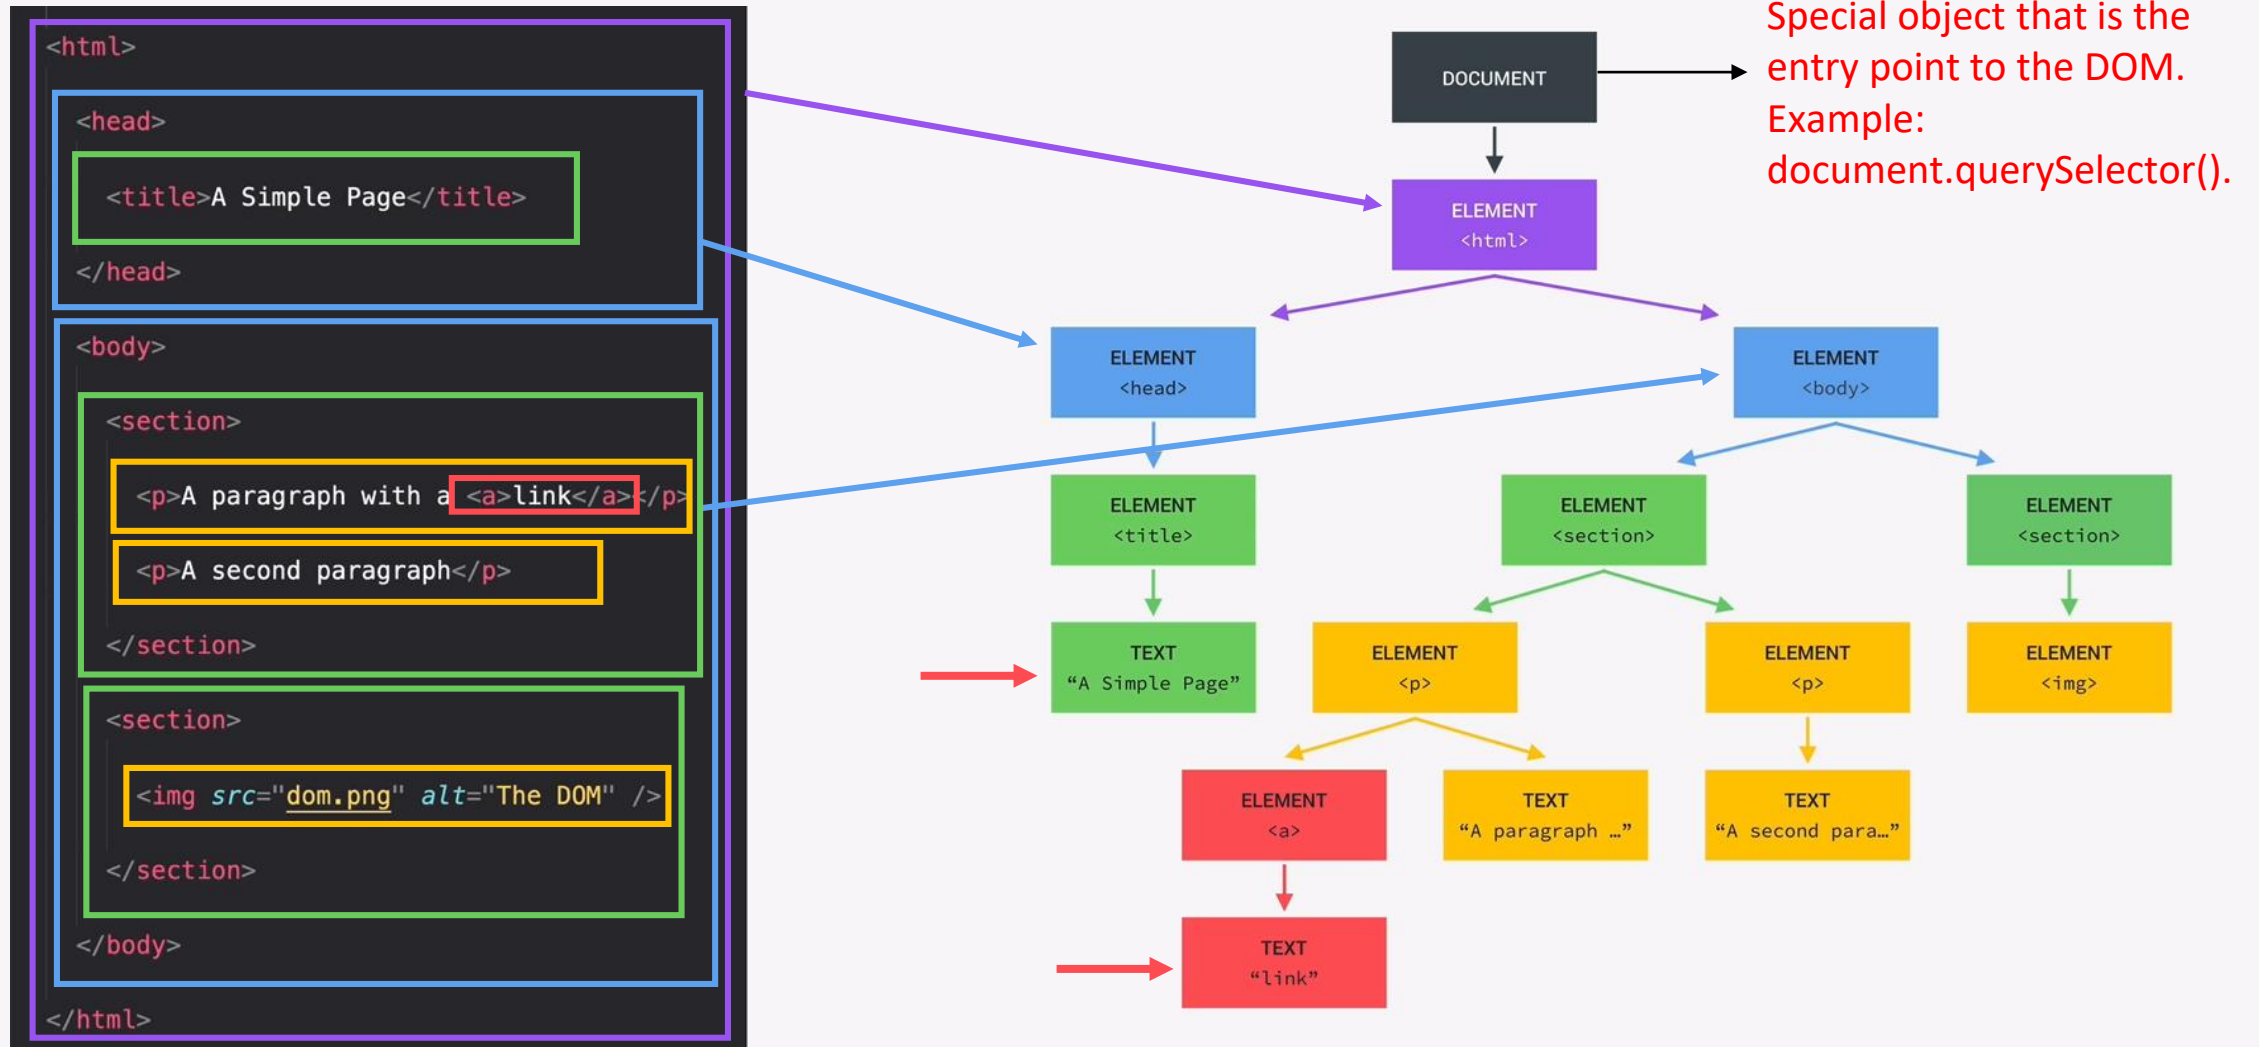 <html>
<head>
<title>A Simple Page</title>
</head>
<body>
<section>
<p>A paragraph with a <a>link</a></p>
<p>A second paragraph</p>
</section>
<section>
<img src="dom.png" alt="The DOM" />
</section>
</body>
</html>
DOCUMENT
Special object that is the
entry point to the DOM.
Example:
document.querySelector().
ELEMENT
<html>
ELEMENT
<head>
ELEMENT
<body>
ELEMENT
<title>
ELEMENT
<section>
ELEMENT
<section>
TEXT
“A Simple Page”
ELEMENT
<p>
ELEMENT
<p>
ELEMENT
<img>
ELEMENT
<a>
TEXT
“A paragraph …”
TEXT
“A second para…”
TEXT
“link”